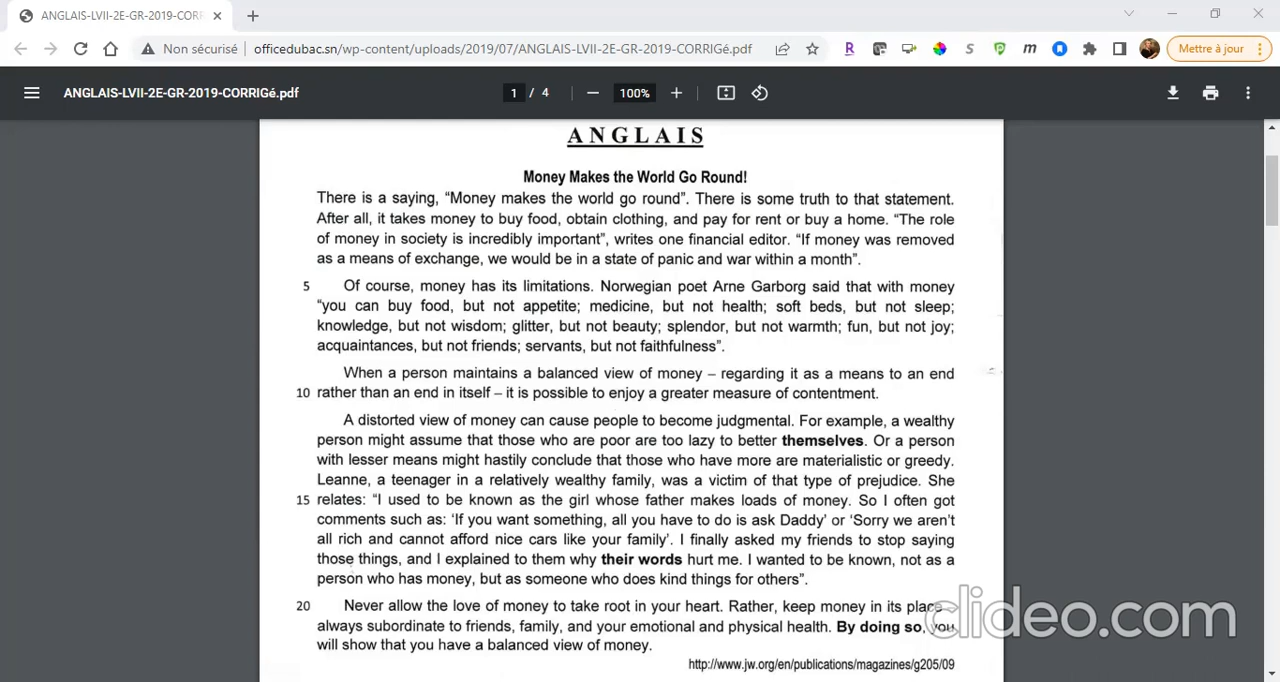 ANGLAIS-LVII-2E-GR-2019-CORR
Non sécurisé officedubac.sn/wp-content/uploads/2019/07/ANGLAIS-LVII-2E-GR-2019-CORRIGé.pdf Mettre à jour
ANGLAIS-LVII-2E-GR-2019-CORRIGé.pdf 1 / 4 100%
ANGLAIS
Money Makes the World Go Round!
There is a saying, “Money makes the world go round”. There is some truth to that statement.
After all, it takes money to buy food, obtain clothing, and pay for rent or buy a home. “The role
of money in society is incredibly important”, writes one financial editor. “If money was removed
as a means of exchange, we would be in a state of panic and war within a month”.
5 Of course, money has its limitations. Norwegian poet Arne Garborg said that with money
“you can buy food, but not appetite; medicine, but not health; soft beds, but not sleep;
knowledge, but not wisdom; glitter, but not beauty; splendor, but not warmth; fun, but not joy;
acquaintances, but not friends; servants, but not faithfulness”.
When a person maintains a balanced view of money – regarding it as a means to an end
10 rather than an end in itself – it is possible to enjoy a greater measure of contentment.
A distorted view of money can cause people to become judgmental. For example, a wealthy
person might assume that those who are poor are too lazy to better themselves. Or a person
with lesser means might hastily conclude that those who have more are materialistic or greedy.
Leanne, a teenager in a relatively wealthy family, was a victim of that type of prejudice. She
15 relates: “I used to be known as the girl whose father makes loads of money. So I often got
comments such as: ‘If you want something, all you have to do is ask Daddy’ or ‘Sorry we aren’t
all rich and cannot afford nice cars like your family’. I finally asked my friends to stop saying
those things, and I explained to them why their words hurt me. I wanted to be known, not as a
person who has money, but as someone who does kind things for others”.
20 Never allow the love of money to take root in your heart. Rather, keep money in its place –
always subordinate to friends, family, and your emotional and physical health. By doing so, you
will show that you have a balanced view of money.
http://www.jw.org/en/publications/magazines/g205/09
clideo.com